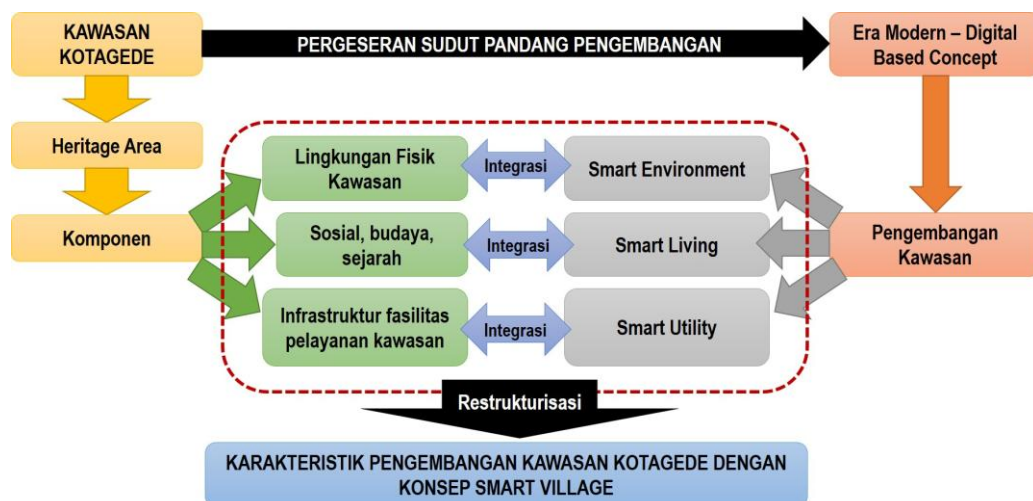 KAWASAN
KOTAGEDE
PERGESERAN SUDUT PANDANG PENGEMBANGAN
Era Modern – Digital
Based Concept
Heritage Area
Komponen
Lingkungan Fisik
Kawasan
Integrasi
Smart Environment
Sosial, budaya,
sejarah
Integrasi
Smart Living
Infrastruktur fasilitas
pelayanan kawasan
Integrasi
Smart Utility
Pengembangan
Kawasan
Restrukturisasi
KARAKTERISTIK PENGEMBANGAN KAWASAN KOTAGEDE DENGAN
KONSEP SMART VILLAGE